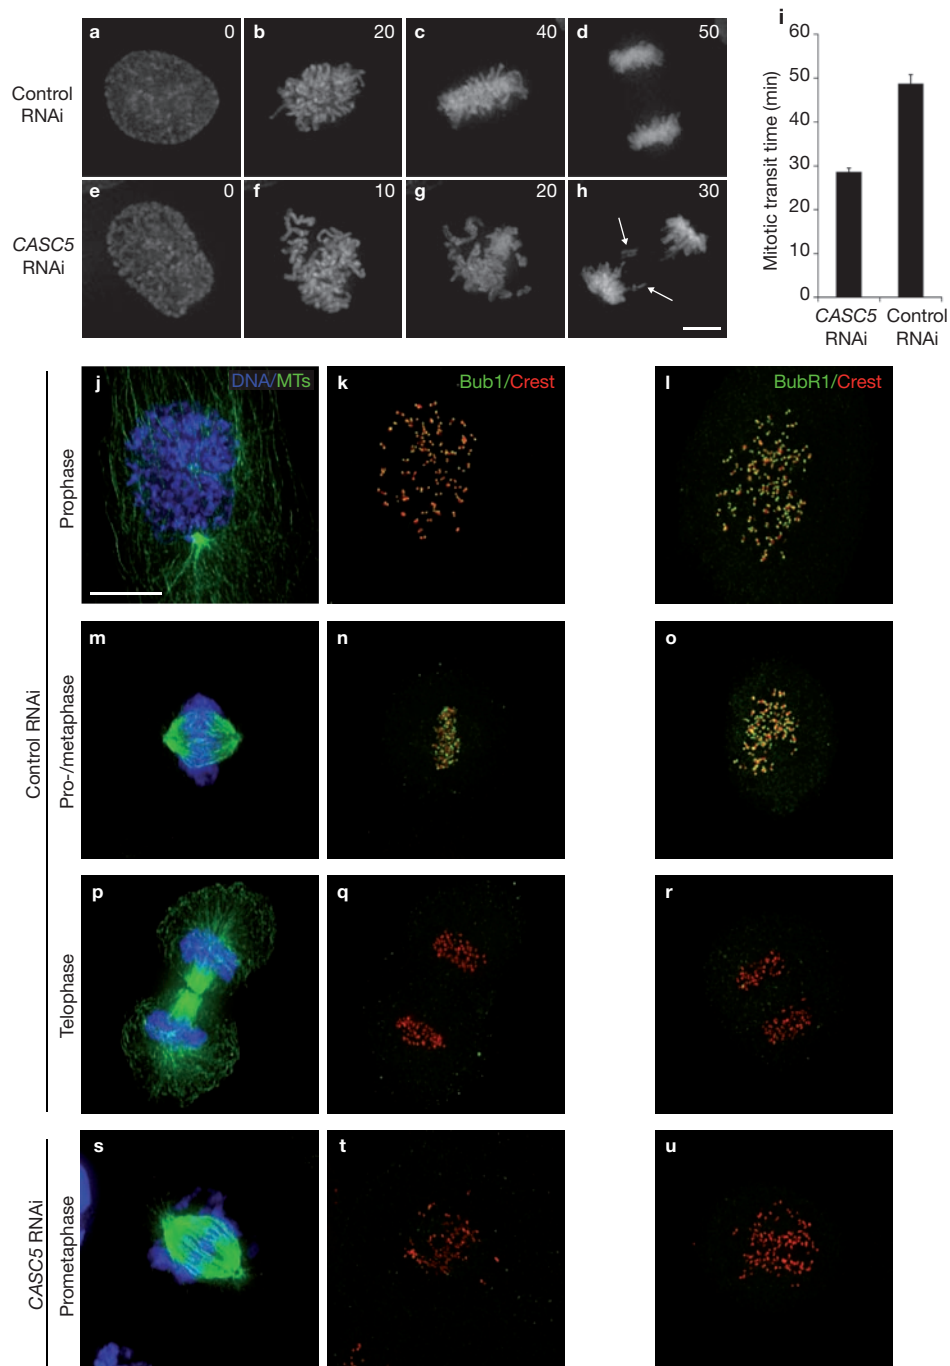 a 0
b 20
c 40
d 50
Control
RNAi
e 0
f 10
g 20
h 30
CASC5
RNAi
i
Mitotic transit time (min)
60
50
40
30
20
10
0
CASC5
RNAi
Control
RNAi
Control RNAi
Prophase
j DNA/MTs
k Bub1/Crest
l BubR1/Crest
Pro-/metaphase
m
n
o
Telophase
p
q
r
CASC5 RNAi
Prometaphase
s
t
u